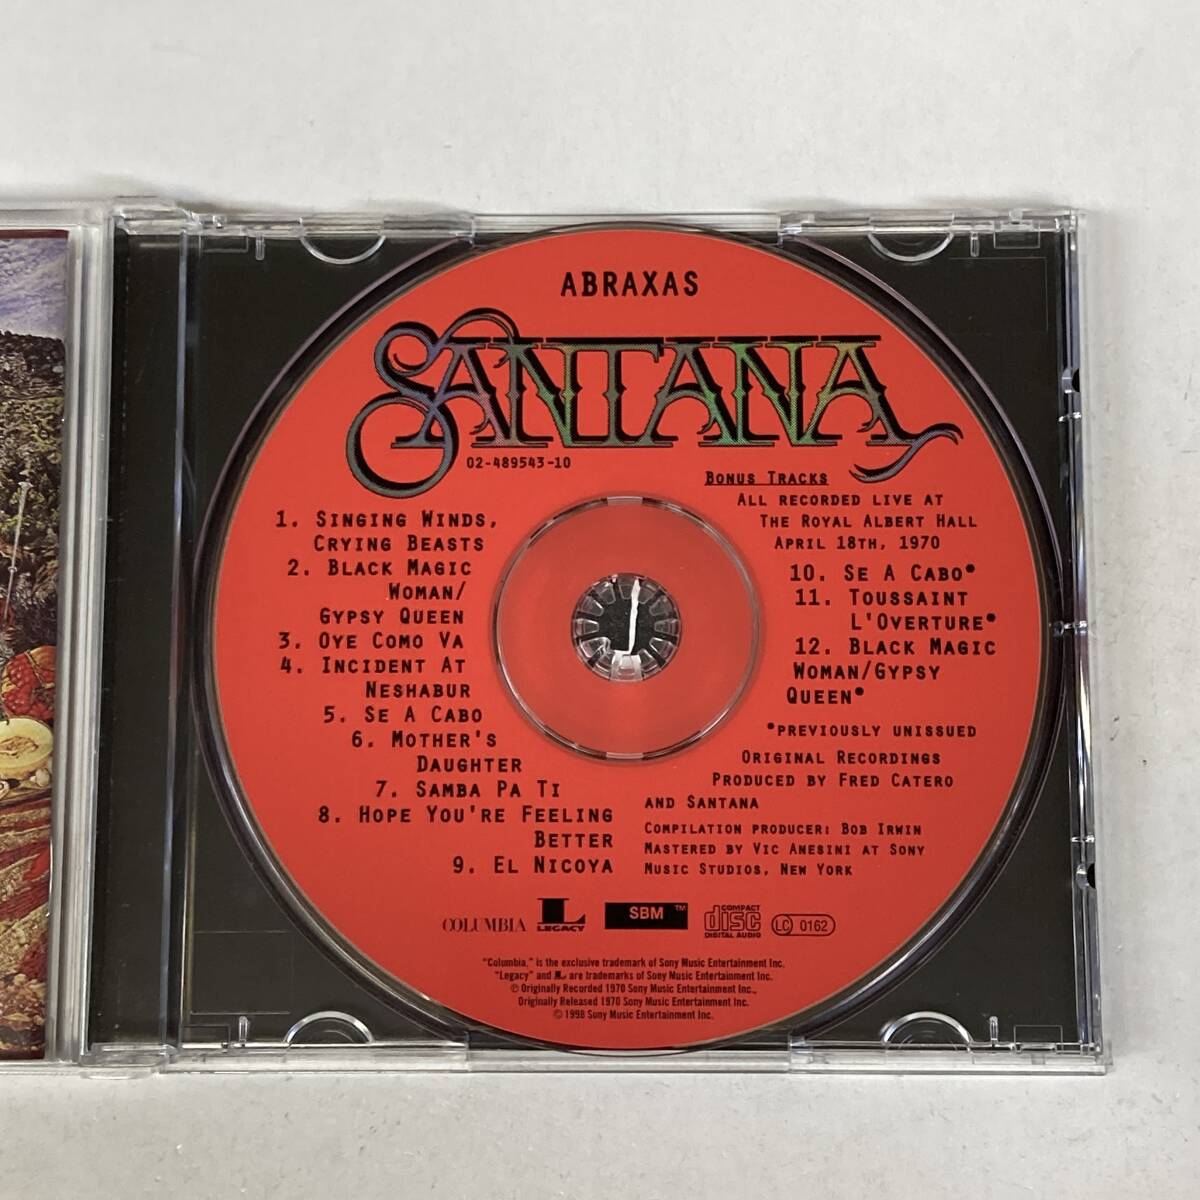 ABRAXAS
SANTANA
02-489543-10
1. SINGING WINDS,
CRYING BEASTS
2. BLACK MAGIC
WOMAN/
GYPSY QUEEN
3. OYE COMO VA
4. INCIDENT AT
NESHABUR
5. SE A CABO
6. MOTHER'S
DAUGHTER
7. SAMBA PA TI
8. HOPE YOU'RE FEELING
BETTER
9. EL NICOYA
BONUS TRACKS
ALL RECORDED LIVE AT
THE ROYAL ALBERT HALL
APRIL 18TH, 1970
10. SE A CABO*
11. TOUSSAINT
L'OVERTURE*
12. BLACK MAGIC
WOMAN/GYPSY
QUEEN*
*PREVIOUSLY UNISSUED
ORIGINAL RECORDINGS
PRODUCED BY FRED CATERO
AND SANTANA
COMPILATION PRODUCER: BOB IRWIN
MASTERED BY VIC ANESINI AT SONY
MUSIC STUDIOS, NEW YORK
COLUMBIA
L
LEGACY
SBM ™
COMPACT
disc
DIGITAL AUDIO
LC 0162
"Columbia," is the exclusive trademark of Sony Music Entertainment Inc.
"Legacy" and L are trademarks of Sony Music Entertainment Inc.
℗ Originally Recorded 1970 Sony Music Entertainment Inc.,
Originally Released 1970 Sony Music Entertainment Inc.
© 1998 Sony Music Entertainment Inc.